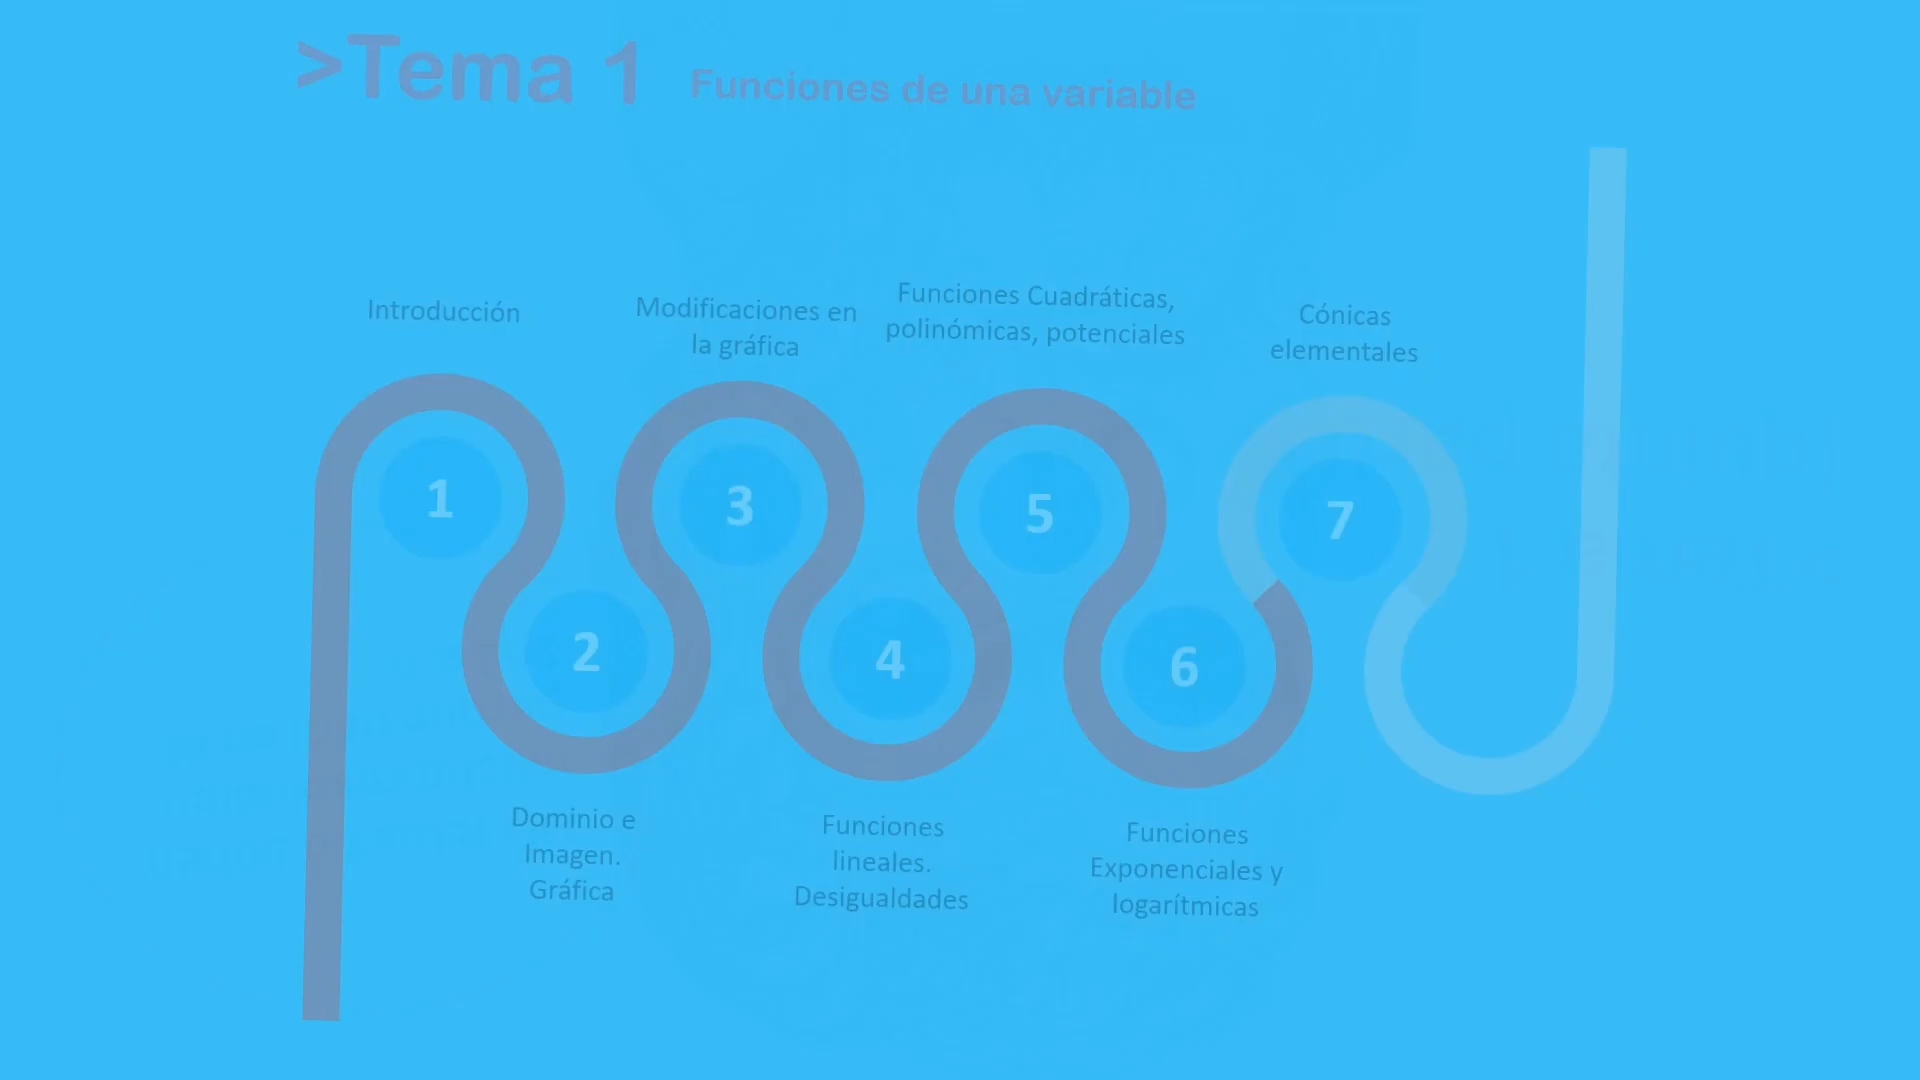 >Tema 1 Funciones de una variable
Introducción
Modificaciones en
la gráfica
Funciones Cuadráticas,
polinómicas, potenciales
Cónicas
elementales
1
3
5
7
2
4
6
Dominio e
Imagen.
Gráfica
Funciones
lineales.
Desigualdades
Funciones
Exponenciales y
logarítmicas